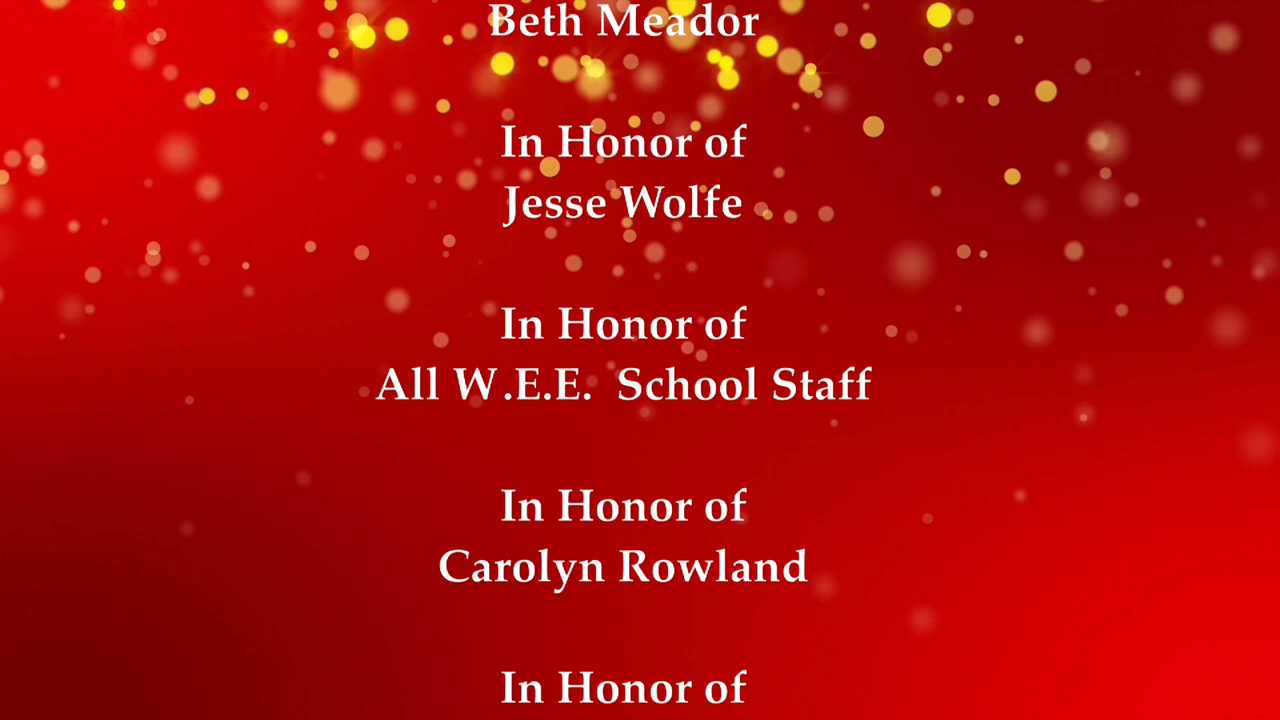 Beth Meador
In Honor of
Jesse Wolfe
In Honor of
All W.E.E. School Staff
In Honor of
Carolyn Rowland
In Honor of